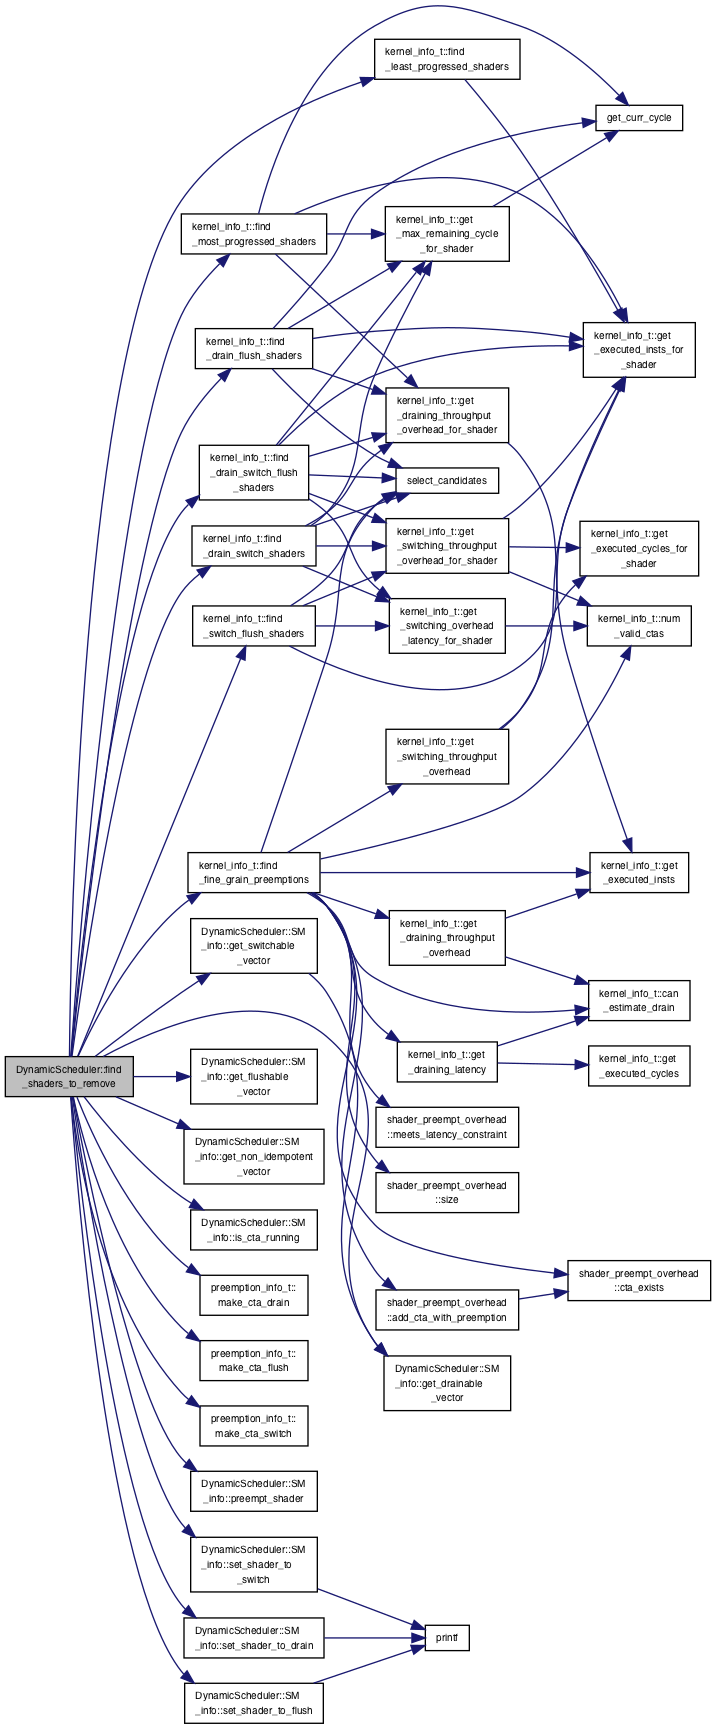 kernel_info_t::find
_least_progressed_shaders
get_curr_cycle
kernel_info_t::find
_most_progressed_shaders
kernel_info_t::get
_max_remaining_cycle
_for_shader
kernel_info_t::find
_drain_flush_shaders
kernel_info_t::get
_executed_insts_for
_shader
kernel_info_t::get
_draining_throughput
_overhead_for_shader
kernel_info_t::find
_drain_switch_flush
_shaders
select_candidates
kernel_info_t::find
_drain_switch_shaders
kernel_info_t::get
_switching_throughput
_overhead_for_shader
kernel_info_t::get
_executed_cycles_for
_shader
kernel_info_t::find
_switch_flush_shaders
kernel_info_t::get
_switching_overhead
_latency_for_shader
kernel_info_t::num
_valid_ctas
kernel_info_t::get
_switching_throughput
_overhead
kernel_info_t::find
_fine_grain_preemptions
kernel_info_t::get
_executed_insts
DynamicScheduler::SM
_info::get_switchable
_vector
kernel_info_t::get
_draining_throughput
_overhead
kernel_info_t::can
_estimate_drain
DynamicScheduler::find
_shaders_to_remove
DynamicScheduler::SM
_info::get_flushable
_vector
kernel_info_t::get
_draining_latency
kernel_info_t::get
_executed_cycles
DynamicScheduler::SM
_info::get_non_idempotent
_vector
shader_preempt_overhead
::meets_latency_constraint
shader_preempt_overhead
::size
DynamicScheduler::SM
_info::is_cta_running
preemption_info_t::
make_cta_drain
shader_preempt_overhead
::add_cta_with_preemption
shader_preempt_overhead
::cta_exists
preemption_info_t::
make_cta_flush
DynamicScheduler::SM
_info::get_drainable
_vector
preemption_info_t::
make_cta_switch
DynamicScheduler::SM
_info::preempt_shader
DynamicScheduler::SM
_info::set_shader_to
_switch
DynamicScheduler::SM
_info::set_shader_to_drain
printf
DynamicScheduler::SM
_info::set_shader_to_flush